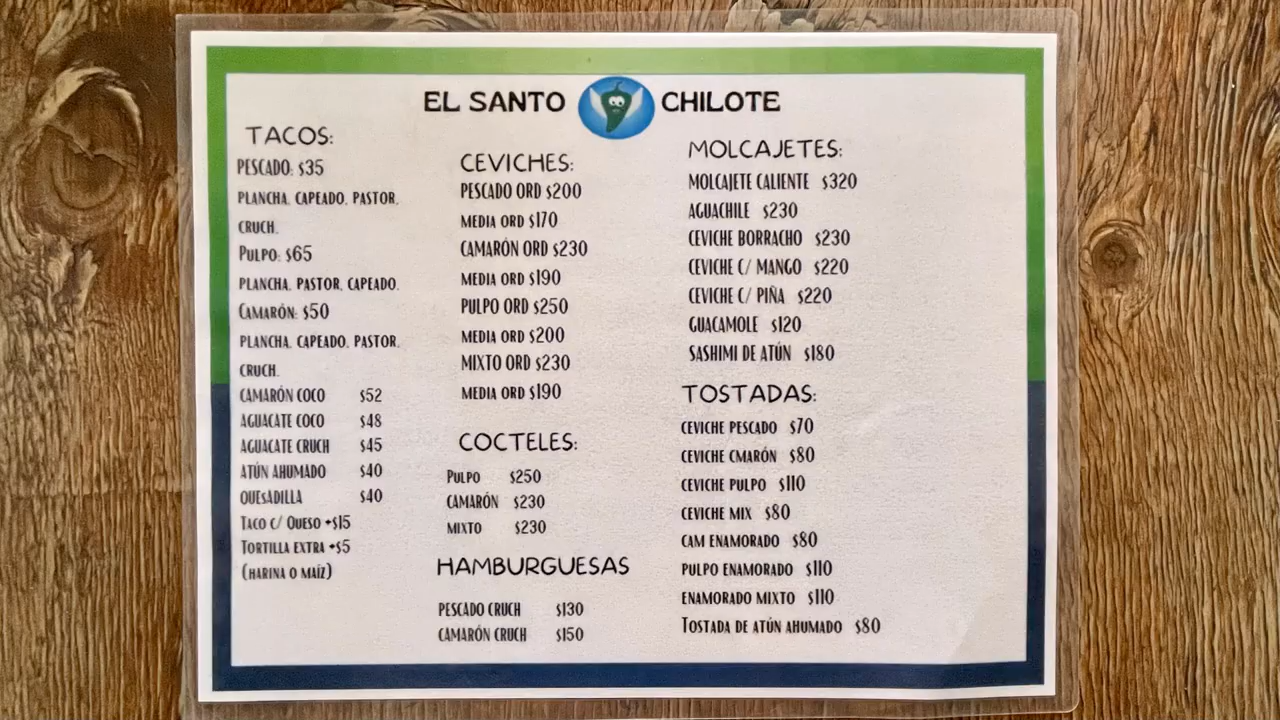 EL SANTO CHILOTE
TACOS:
PESCADO: $35
PLANCHA, CAPEADO, PASTOR,
CRUCH.
PULPO: $65
PLANCHA, PASTOR, CAPEADO.
CAMARÓN: $50
PLANCHA, CAPEADO, PASTOR,
CRUCH.
CAMARÓN COCO $52
AGUACATE COCO $48
AGUACATE CRUCH $45
ATÚN AHUMADO $40
QUESADILLA $40
TACO C/ QUESO +$15
TORTILLA EXTRA +$5
(HARINA O MAÍZ)
CEVICHES:
PESCADO ORD $200
MEDIA ORD $170
CAMARÓN ORD $230
MEDIA ORD $190
PULPO ORD $250
MEDIA ORD $200
MIXTO ORD $230
MEDIA ORD $190
COCTELES:
PULPO $250
CAMARÓN $230
MIXTO $230
HAMBURGUESAS
PESCADO CRUCH $130
CAMARÓN CRUCH $150
MOLCAJETES:
MOLCAJETE CALIENTE $320
AGUACHILE $230
CEVICHE BORRACHO $230
CEVICHE C/ MANGO $220
CEVICHE C/ PIÑA $220
GUACAMOLE $120
SASHIMI DE ATÚN $180
TOSTADAS:
CEVICHE PESCADO $70
CEVICHE CMARÓN $80
CEVICHE PULPO $110
CEVICHE MIX $80
CAM ENAMORADO $80
PULPO ENAMORADO $110
ENAMORADO MIXTO $110
TOSTADA DE ATÚN AHUMADO $80